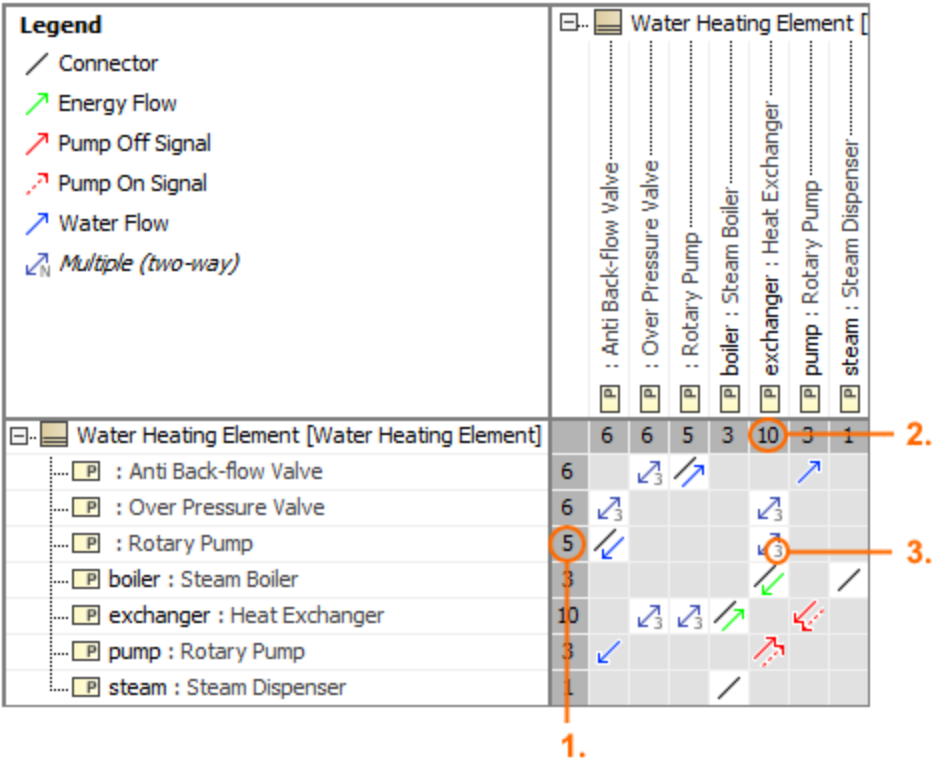 Legend
Connector
Energy Flow
Pump Off Signal
Pump On Signal
Water Flow
N Multiple (two-way)
Water Heating Element [
P : Anti Back-flow Valve
P : Over Pressure Valve
P : Rotary Pump
P boiler : Steam Boiler
P exchanger : Heat Exchanger
P pump : Rotary Pump
P steam : Steam Dispenser
Water Heating Element [Water Heating Element] 6 6 5 3 10 3 1 2.
P : Anti Back-flow Valve 6 3
P : Over Pressure Valve 6 3 3
P : Rotary Pump 5 3 3.
P boiler : Steam Boiler 3
P exchanger : Heat Exchanger 10 3 3
P pump : Rotary Pump 3
P steam : Steam Dispenser 1
1.